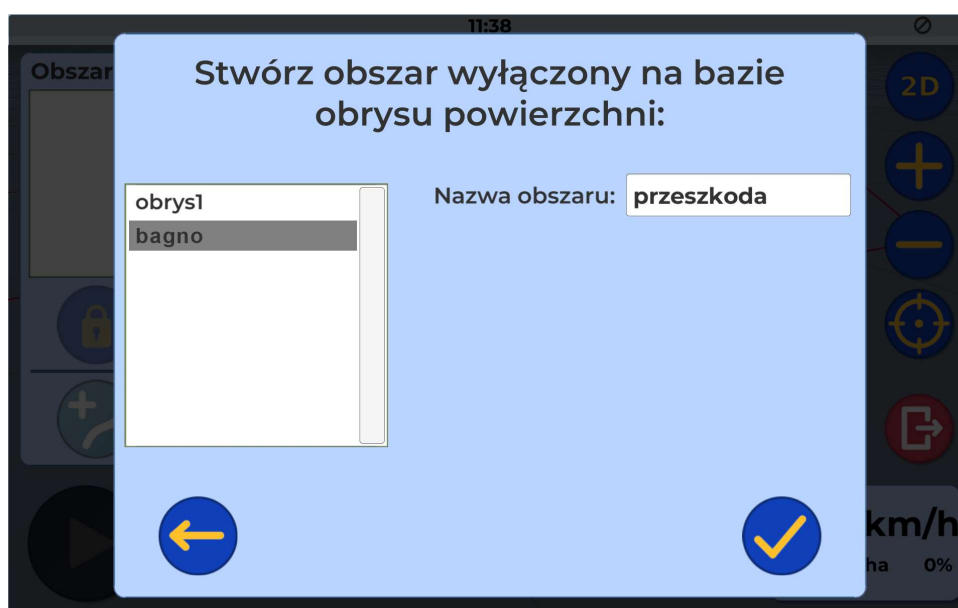 11:38
Obszar
2D
Stwórz obszar wyłączony na bazie
obrysu powierzchni:
obrys1
bagno
Nazwa obszaru: przeszkoda
km/h
ha 0%